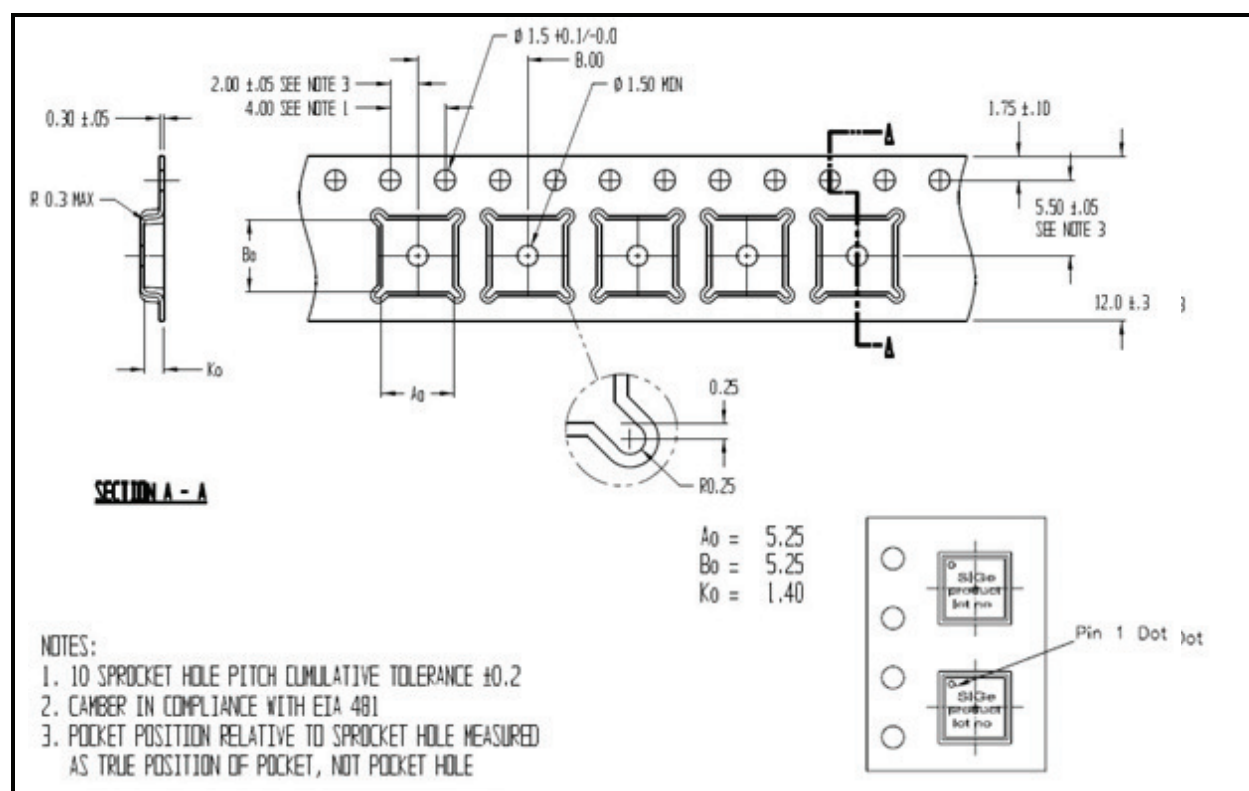 Ø 1.5 +0.1/-0.0
8.00
2.00 ±.05 SEE NOTE 3
Ø 1.50 MIN
4.00 SEE NOTE 1
0.30 ±.05
1.75 ±.10
A
R 0.3 MAX
5.50 ±.05
SEE NOTE 3
Bo
12.0 ±.3
3
A
Ko
Ao
0.25
R0.25
SECTION A - A
Ao = 5.25
Bo = 5.25
Ko = 1.40
SiGe
product
lot no
Pin 1 Dot
Dot
SiGe
product
lot no
NOTES:
1. 10 SPROCKET HOLE PITCH CUMULATIVE TOLERANCE ±0.2
2. CAMBER IN COMPLIANCE WITH EIA 481
3. POCKET POSITION RELATIVE TO SPROCKET HOLE MEASURED
AS TRUE POSITION OF POCKET, NOT POCKET HOLE